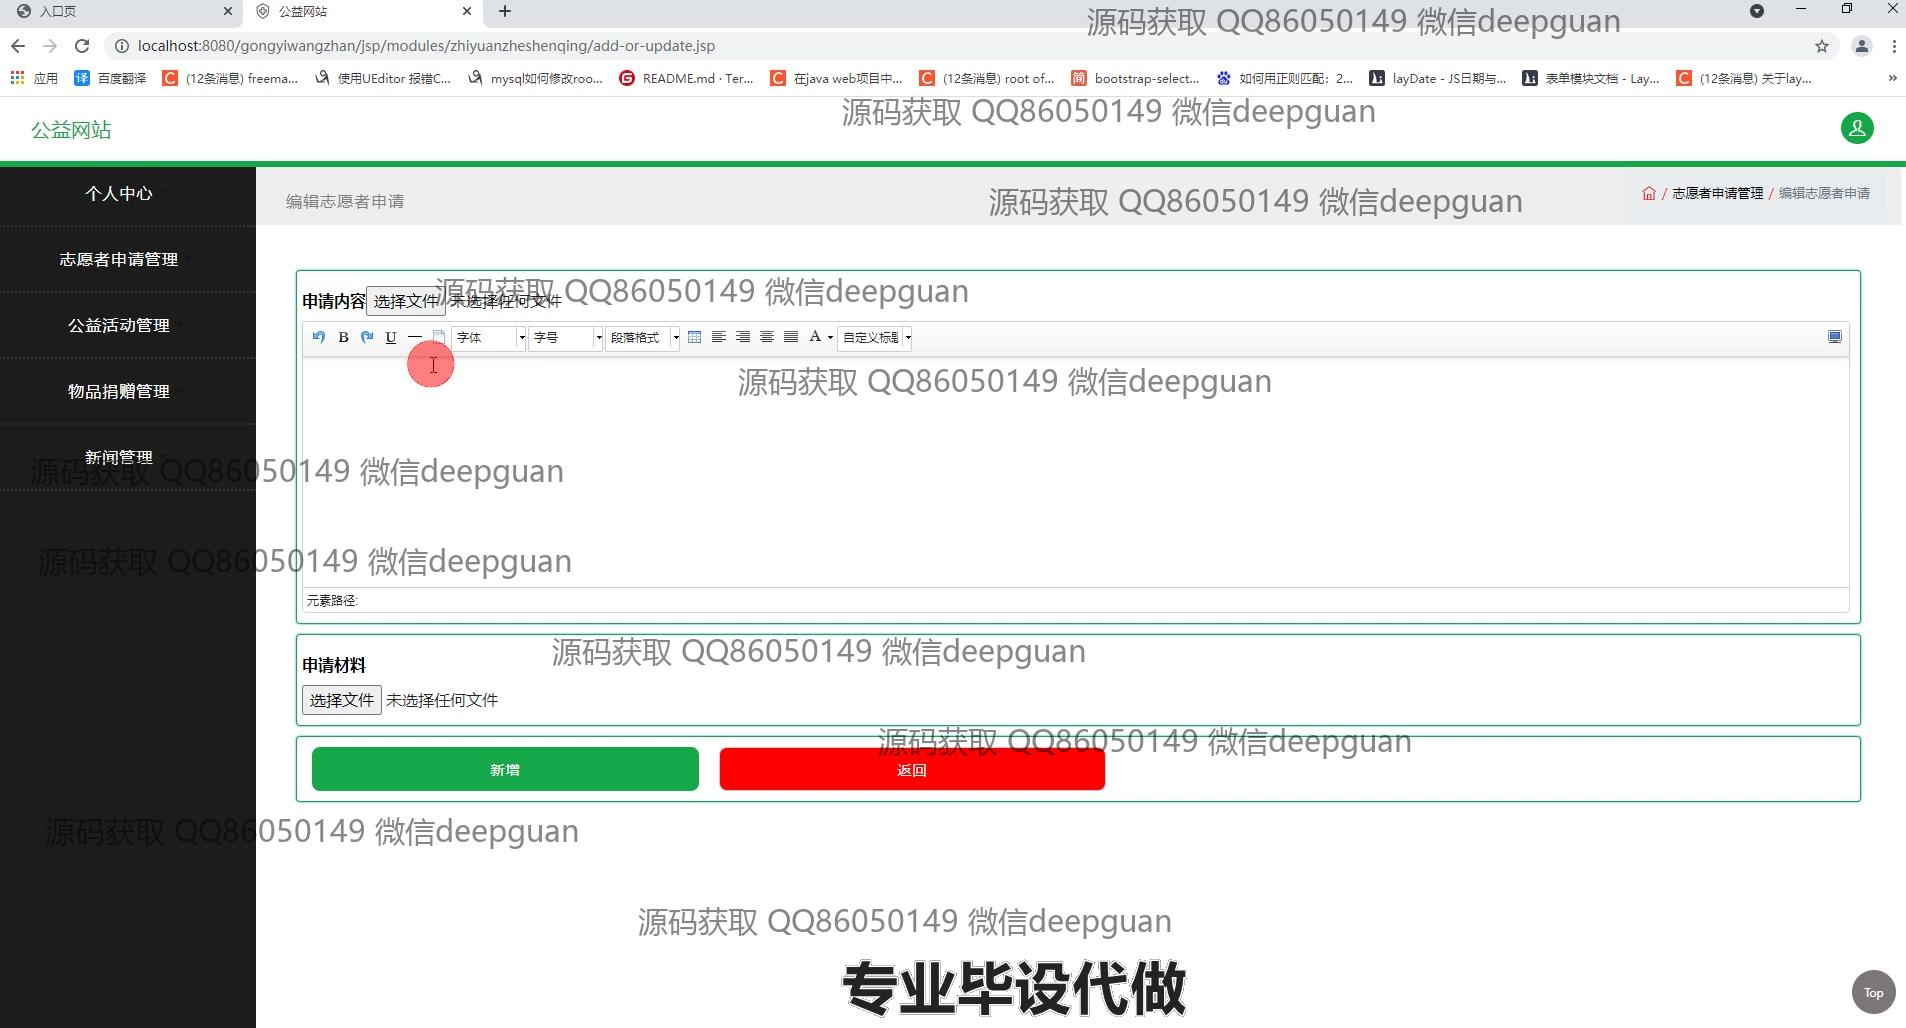 入口页
公益网站
源码获取 QQ86050149 微信deepguan
localhost:8080/gongyiwangzhan/jsp/modules/zhiyuanzheshenqing/add-or-update.jsp
应用
百度翻译
(12条消息) freema...
使用UEditor 报错C...
mysql如何修改roo...
README.md · Ter...
在java web项目中...
(12条消息) root of...
bootstrap-select...
如何用正则匹配：2...
layDate - JS日期与...
表单模块文档 - Lay...
(12条消息) 关于lay...
源码获取 QQ86050149 微信deepguan
公益网站
个人中心
编辑志愿者申请
源码获取 QQ86050149 微信deepguan
/ 志愿者申请管理 / 编辑志愿者申请
志愿者申请管理
公益活动管理
物品捐赠管理
新闻管理
源码获取 QQ86050149 微信deepguan
申请内容 选择文件 未选择任何文件
B U 字体 字号 段落格式 A 自定义标题
源码获取 QQ86050149 微信deepguan
源码获取 QQ86050149 微信deepguan
源码获取 QQ86050149 微信deepguan
元素路径:
源码获取 QQ86050149 微信deepguan
申请材料
选择文件 未选择任何文件
源码获取 QQ86050149 微信deepguan
新增
返回
源码获取 QQ86050149 微信deepguan
源码获取 QQ86050149 微信deepguan
专业毕设代做
Top